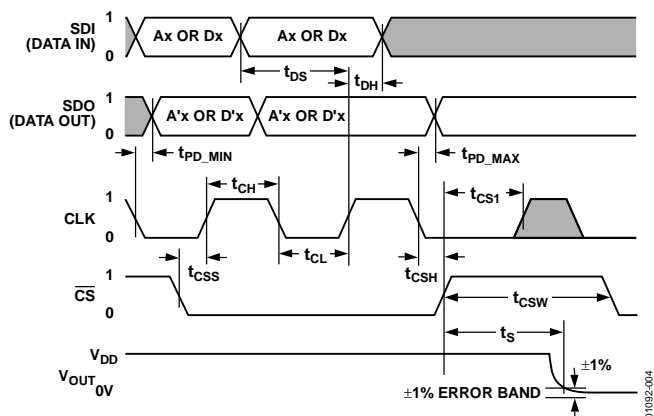 SDI
(DATA IN)
1
0
Ax OR Dx
Ax OR Dx
tDS
tDH
SDO
(DATA OUT)
1
0
A'x OR D'x
A'x OR D'x
tPD_MIN
tPD_MAX
tCH
tCS1
CLK
1
0
tCL
tCSS
tCSH
CS
1
0
tCSW
tS
VDD
VOUT
0V
±1%
±1% ERROR BAND
01092-004